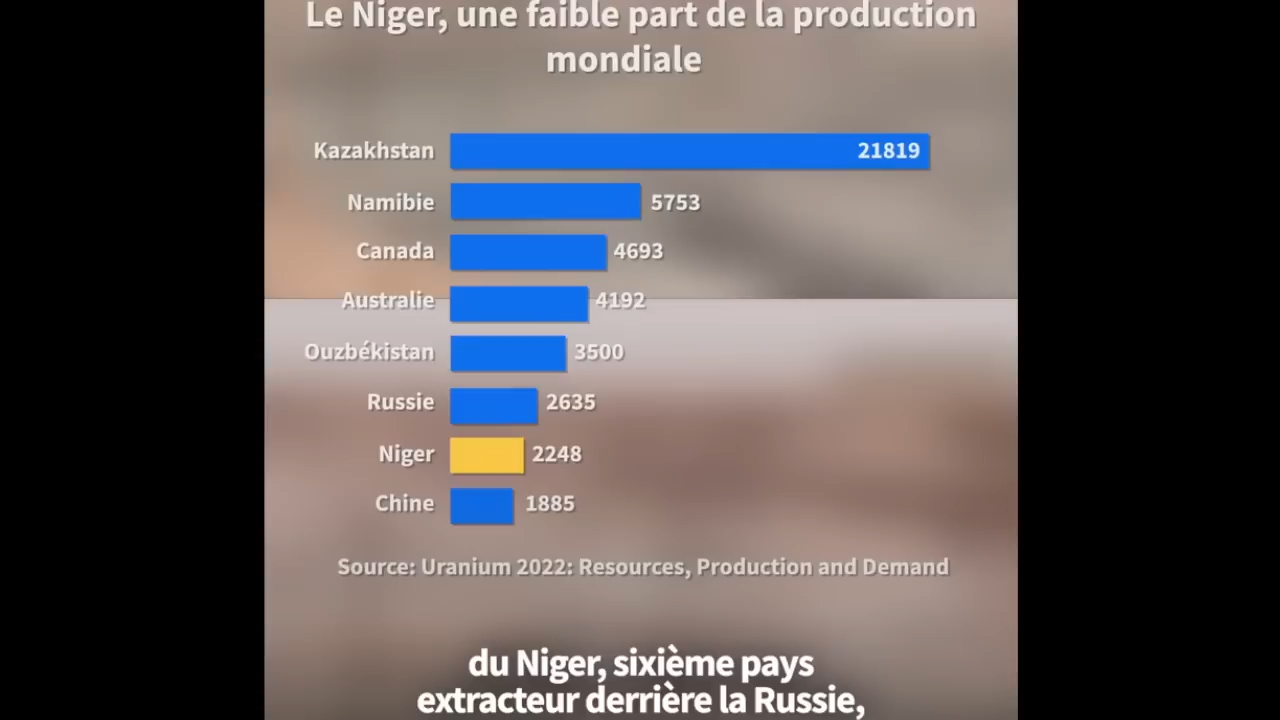 Le Niger, une faible part de la production
mondiale
Kazakhstan 21819
Namibie 5753
Canada 4693
Australie 4192
Ouzbékistan 3500
Russie 2635
Niger 2248
Chine 1885
Source: Uranium 2022: Resources, Production and Demand
du Niger, sixième pays
extracteur derrière la Russie,